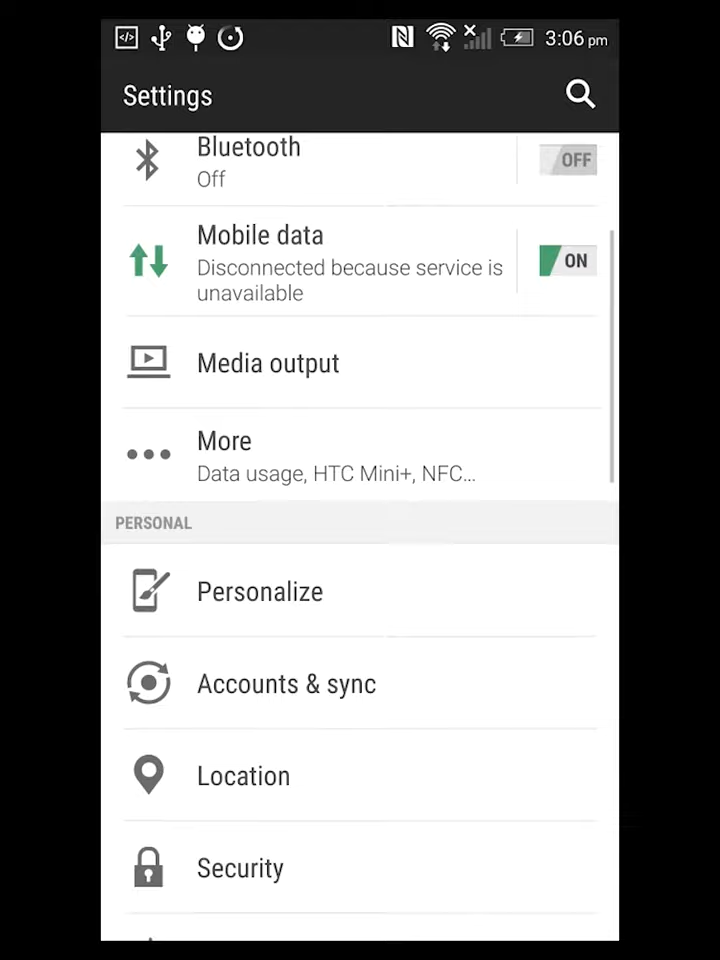 3:06 pm
Settings
Bluetooth
Off
OFF
Mobile data
Disconnected because service is
unavailable
ON
Media output
More
Data usage, HTC Mini+, NFC...
PERSONAL
Personalize
Accounts & sync
Location
Security